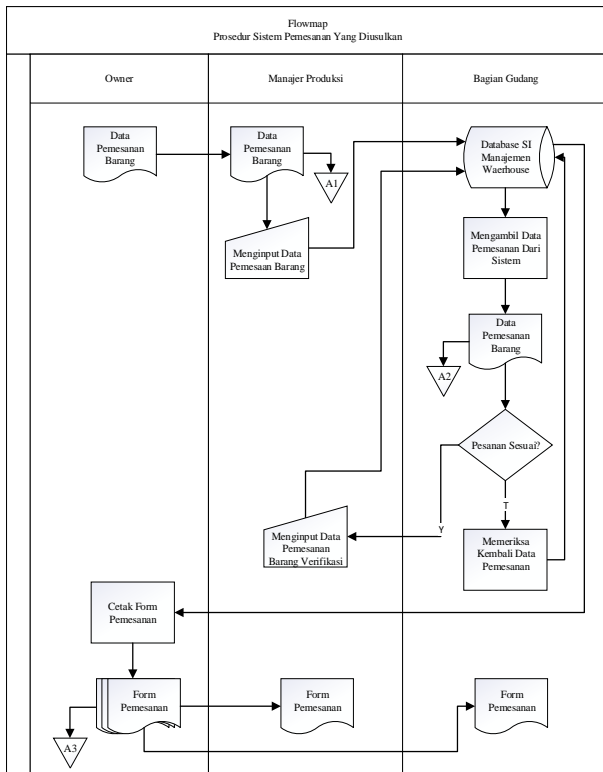 Flowmap
Prosedur Sistem Pemesanan Yang Diusulkan
Owner
Manajer Produksi
Bagian Gudang
Data
Pemesanan
Barang
Data
Pemesanan
Barang
A1
Database SI
Manajemen
Waerhouse
Menginput Data
Pemesaan Barang
Mengambil Data
Pemesanan Dari
Sistem
Data
Pemesanan
Barang
A2
Pesanan Sesuai?
Y
T
Menginput Data
Pemesanan
Barang Verifikasi
Memeriksa
Kembali Data
Pemesanan
Cetak Form
Pemesanan
Form
Pemesanan
A3
Form
Pemesanan
Form
Pemesanan